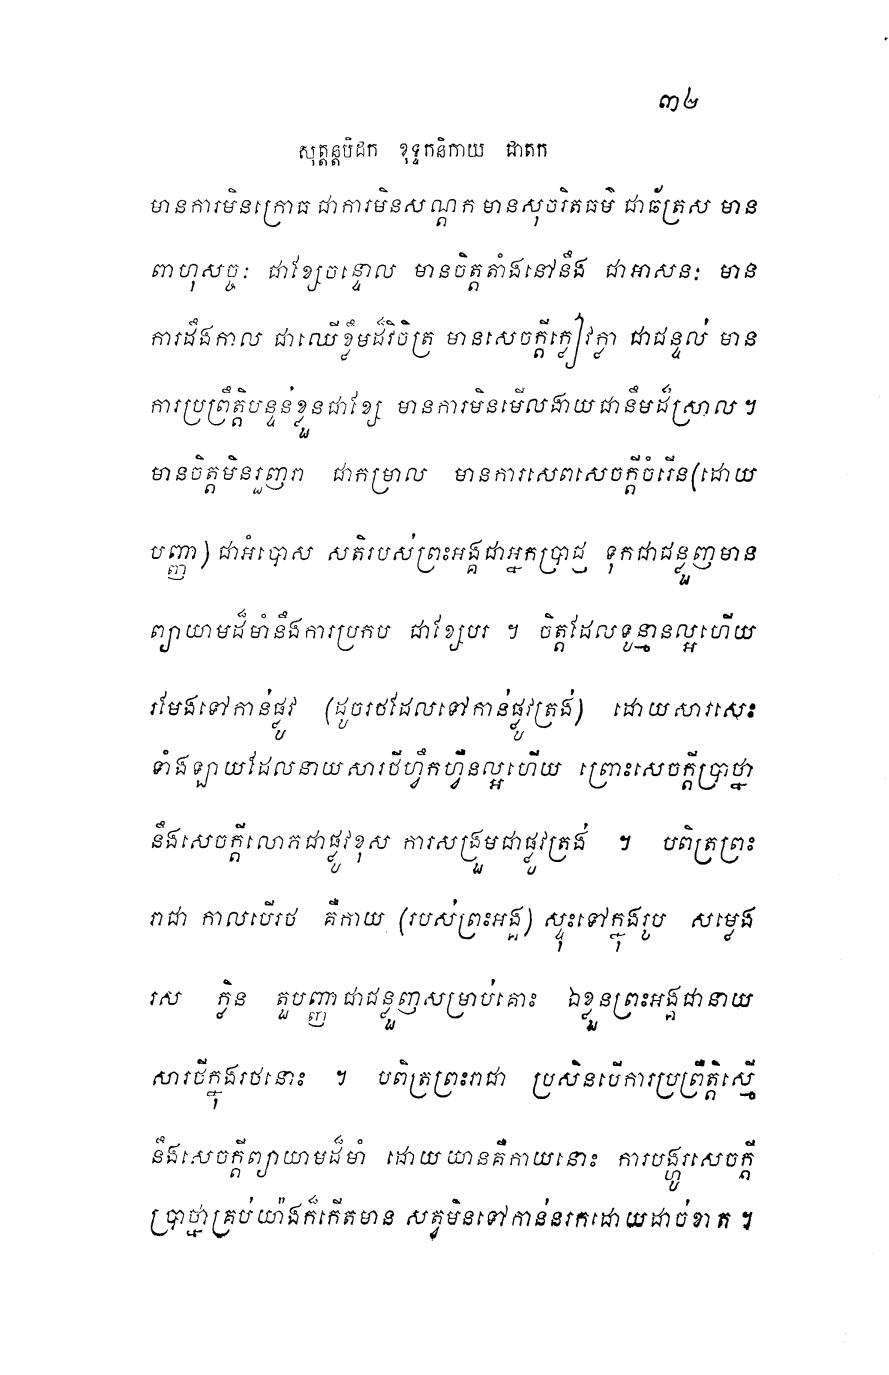 ៣៤
សុត្តន្តបិដក ខុទ្ទកនិកាយ ជាតក
មានការមិនក្រោធ ជាការមិនសណ្តក មានសុចរិតធម៌ ជាឆ័ត្រស មាន
ពាហុសច្ចៈ ជាខ្សែចន្ទោល មានចិត្តតាំងនៅនឹង ជាអាសនៈ មាន
ការដឹងកាល ជាឈើខ្លឹមដ៏វិចិត្រ មានសេចក្តីក្លៀវក្លា ជាជន្ទល់ មាន
ការប្រព្រឹត្តិបន្ទន់ខ្លួនជាខ្សែ មានការមិនមើលងាយជានឹមដ៏ស្រាល ។
មានចិត្តមិនរួញរា ជាកម្រាល មានការសេពសេចក្តីចំរើន(ដោយ
បញ្ញា) ជាអំបោស សតិរបស់ព្រះអង្គជាអ្នកប្រាជ្ញ ទុកជាជន្លួញមាន
ព្យាយាមដ៏មាំនឹងការប្រកប ជាខ្សែបរ ។ ចិត្តដែលទូន្មានល្អហើយ
រមែងទៅកាន់ផ្លូវ (ដូចរថដែលទៅកាន់ផ្លូវត្រង់) ដោយសារសេះ
ទាំងឡាយដែលនាយសារថីហ្វឹកហ្វឺនល្អហើយ ព្រោះសេចក្តីប្រាថ្នា
នឹងសេចក្តីលោភជាផ្លូវខុស ការសង្រួមជាផ្លូវត្រង់ ។ បពិត្រព្រះ
រាជា កាលបើរថ គឺកាយ (របស់ព្រះអង្គ) ស្ទុះទៅក្នុងរូប សម្លេង
រស ក្លិន តួបញ្ញាជាជន្លួញសម្រាប់គោះ ឯខ្លួនព្រះអង្គជានាយ
សារថីក្នុងរថនោះ ។ បពិត្រព្រះរាជា ប្រសិនបើការប្រព្រឹត្តិស្មើ
នឹងសេចក្តីព្យាយាមដ៏មាំ ដោយយានគឺកាយនោះ ការបង្ហូរសេចក្តី
ប្រាថ្នាគ្រប់យ៉ាងក៏កើតមាន សត្វមិនទៅកាន់នរកដោយដាច់ខាត ។